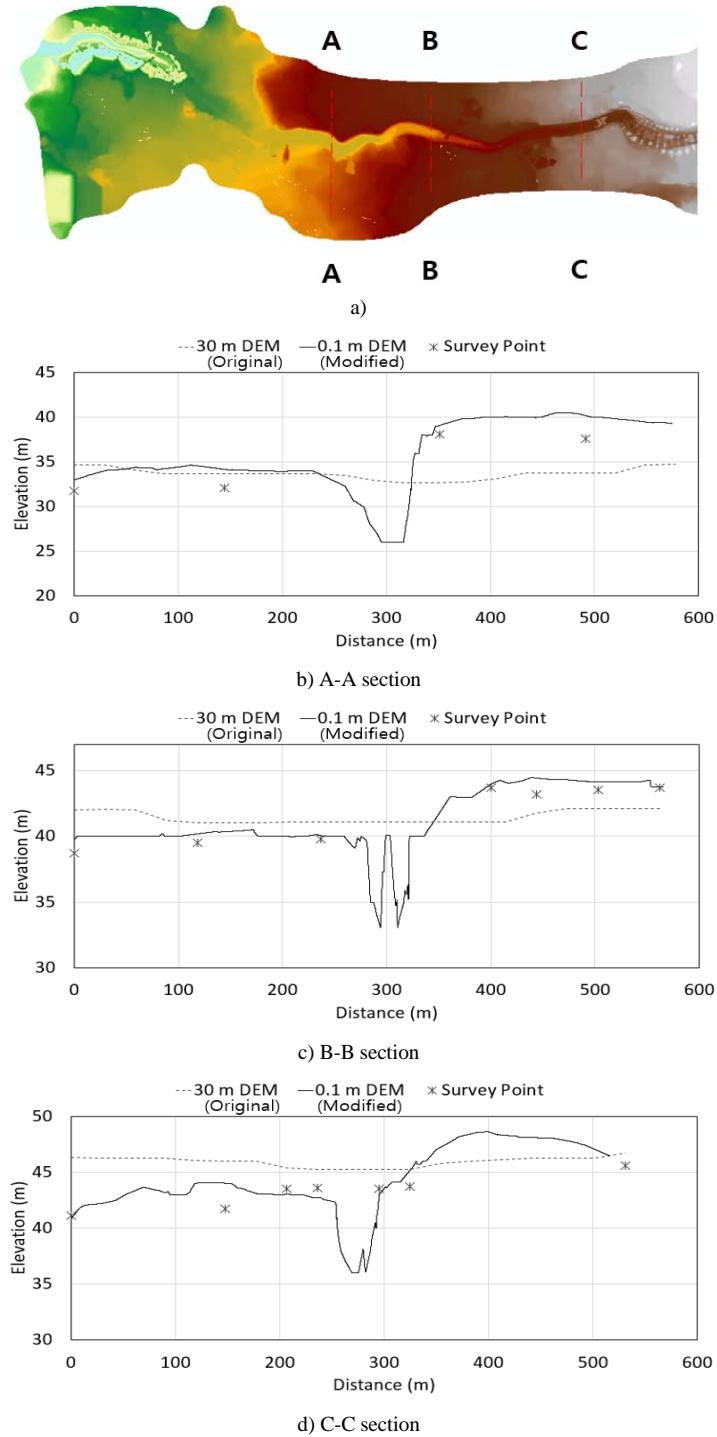 A B C
A B C
a)
30 m DEM 0.1 m DEM Survey Point
(Original) (Modified)
45
40
35
30
25
20
Elevation (m)
0 100 200 300 400 500 600
Distance (m)
b) A-A section
30 m DEM 0.1 m DEM Survey Point
(Original) (Modified)
45
40
35
30
Elevation (m)
0 100 200 300 400 500 600
Distance (m)
c) B-B section
30 m DEM 0.1 m DEM Survey Point
(Original) (Modified)
50
45
40
35
30
Elevation (m)
0 100 200 300 400 500 600
Distance (m)
d) C-C section